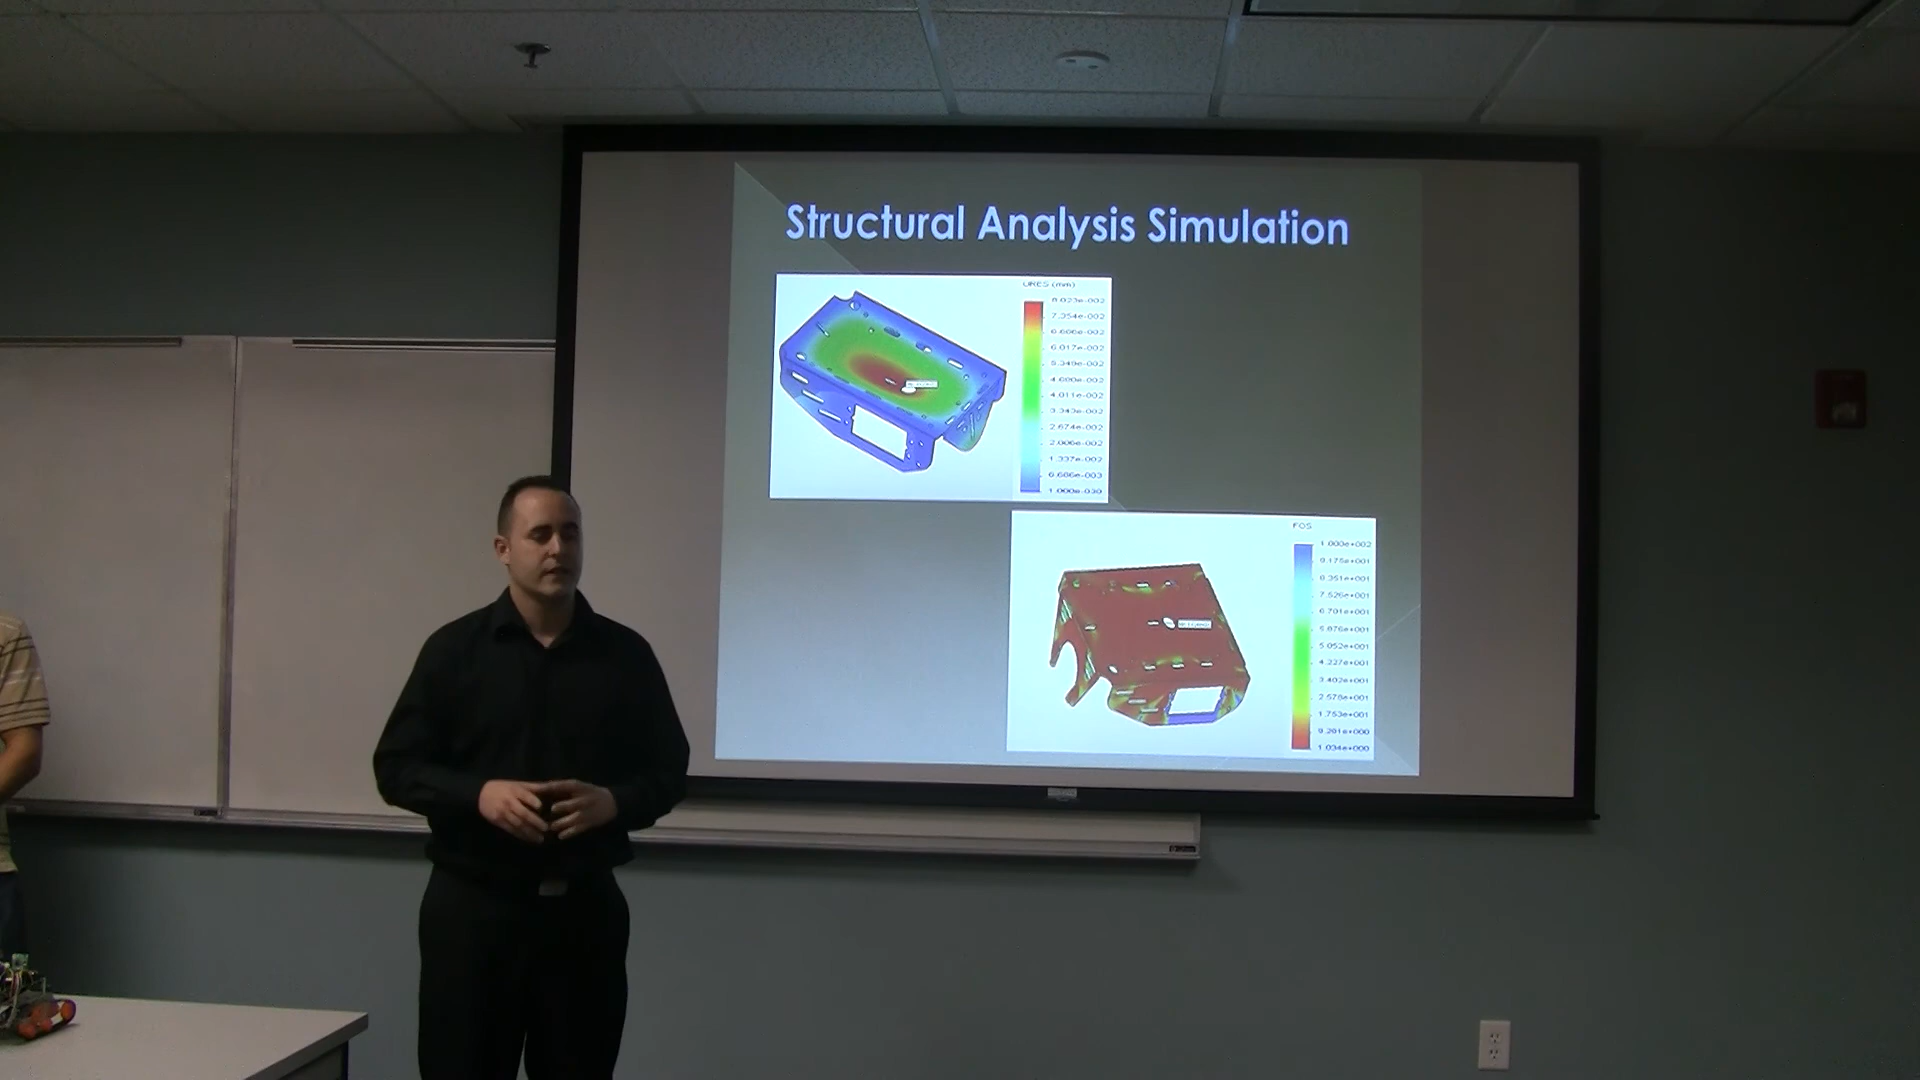 Structural Analysis Simulation
URES (mm)
8.023e-002
7.354e-002
6.686e-002
6.017e-002
5.349e-002
4.680e-002
4.011e-002
3.343e-002
2.674e-002
2.006e-002
1.337e-002
6.686e-003
1.000e-030
FOS
1.000e+002
9.175e+001
8.351e+001
7.526e+001
6.701e+001
5.876e+001
5.052e+001
4.227e+001
3.402e+001
2.578e+001
1.753e+001
9.281e+000
1.034e+000